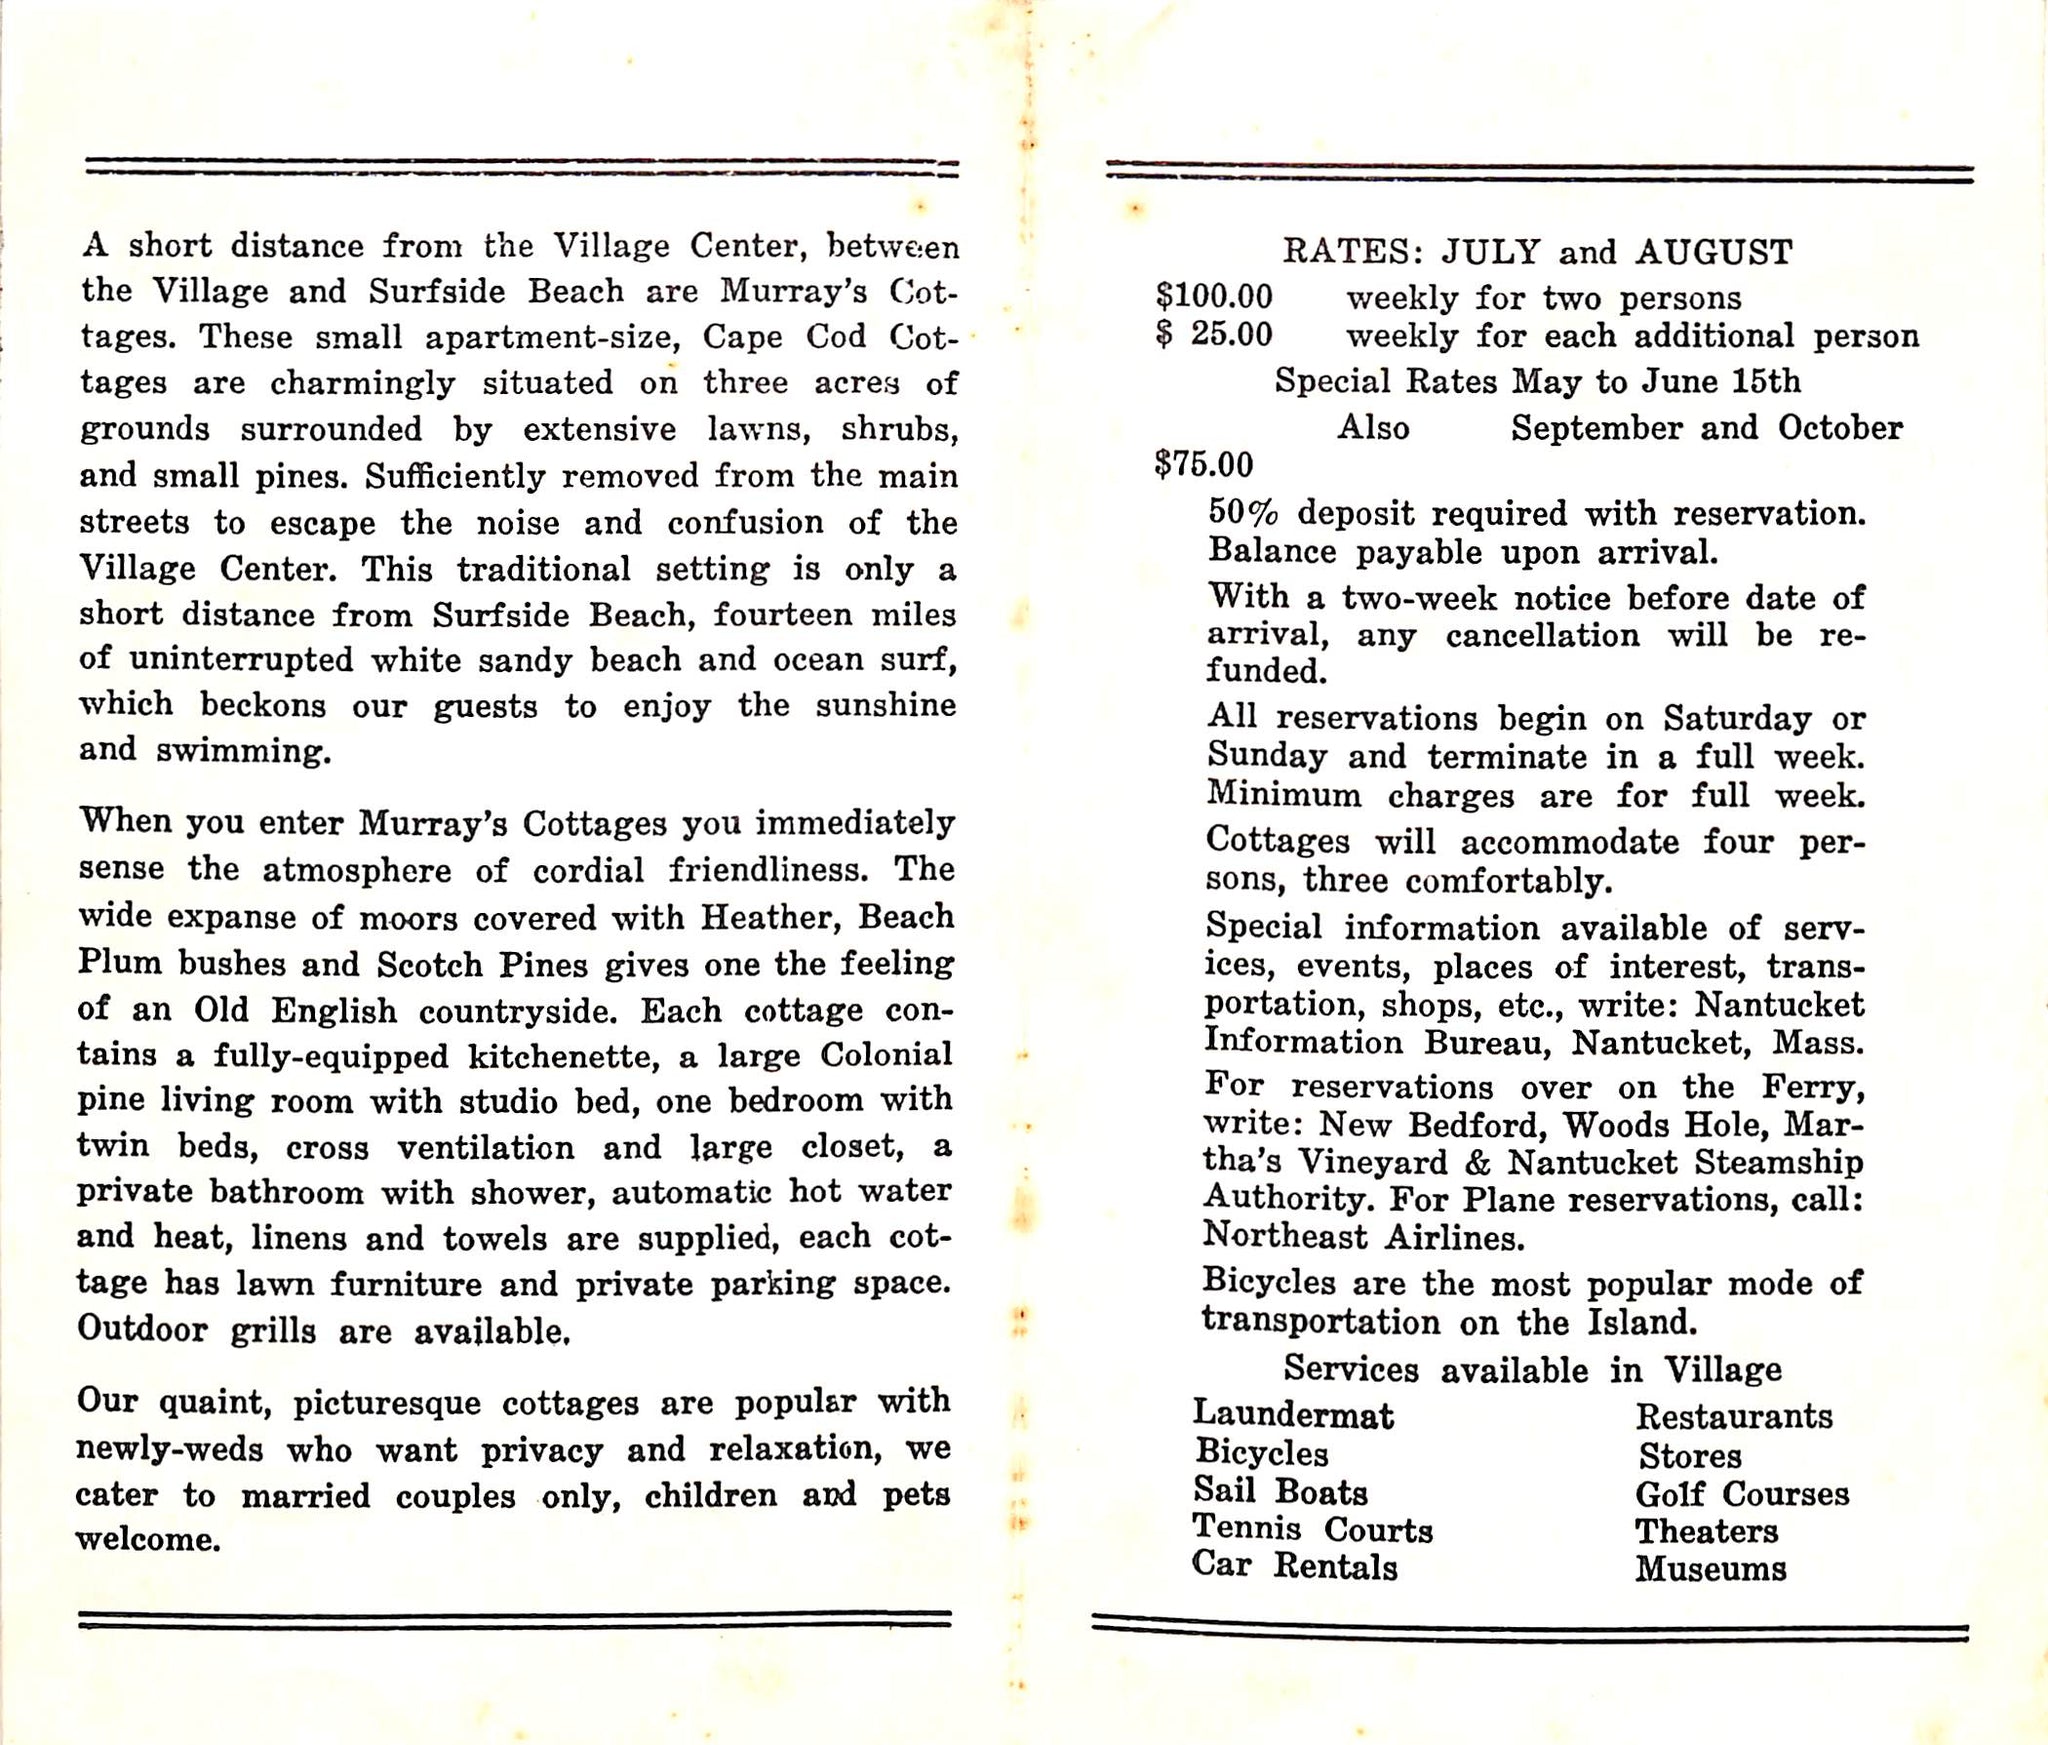 A short distance from the Village Center, between
the Village and Surfside Beach are Murray's Cot-
tages. These small apartment-size, Cape Cod Cot-
tages are charmingly situated on three acres of
grounds surrounded by extensive lawns, shrubs,
and small pines. Sufficiently removed from the main
streets to escape the noise and confusion of the
Village Center. This traditional setting is only a
short distance from Surfside Beach, fourteen miles
of uninterrupted white sandy beach and ocean surf,
which beckons our guests to enjoy the sunshine
and swimming.
When you enter Murray's Cottages you immediately
sense the atmosphere of cordial friendliness. The
wide expanse of moors covered with Heather, Beach
Plum bushes and Scotch Pines gives one the feeling
of an Old English countryside. Each cottage con-
tains a fully-equipped kitchenette, a large Colonial
pine living room with studio bed, one bedroom with
twin beds, cross ventilation and large closet, a
private bathroom with shower, automatic hot water
and heat, linens and towels are supplied, each cot-
tage has lawn furniture and private parking space.
Outdoor grills are available.
Our quaint, picturesque cottages are popular with
newly-weds who want privacy and relaxation, we
cater to married couples only, children and pets
welcome.
RATES: JULY and AUGUST
$100.00 weekly for two persons
$ 25.00 weekly for each additional person
Special Rates May to June 15th
Also September and October
$75.00
50% deposit required with reservation.
Balance payable upon arrival.
With a two-week notice before date of
arrival, any cancellation will be re-
funded.
All reservations begin on Saturday or
Sunday and terminate in a full week.
Minimum charges are for full week.
Cottages will accommodate four per-
sons, three comfortably.
Special information available of serv-
ices, events, places of interest, trans-
portation, shops, etc., write: Nantucket
Information Bureau, Nantucket, Mass.
For reservations over on the Ferry,
write: New Bedford, Woods Hole, Mar-
tha's Vineyard & Nantucket Steamship
Authority. For Plane reservations, call:
Northeast Airlines.
Bicycles are the most popular mode of
transportation on the Island.
Services available in Village
Laundermat Restaurants
Bicycles Stores
Sail Boats Golf Courses
Tennis Courts Theaters
Car Rentals Museums